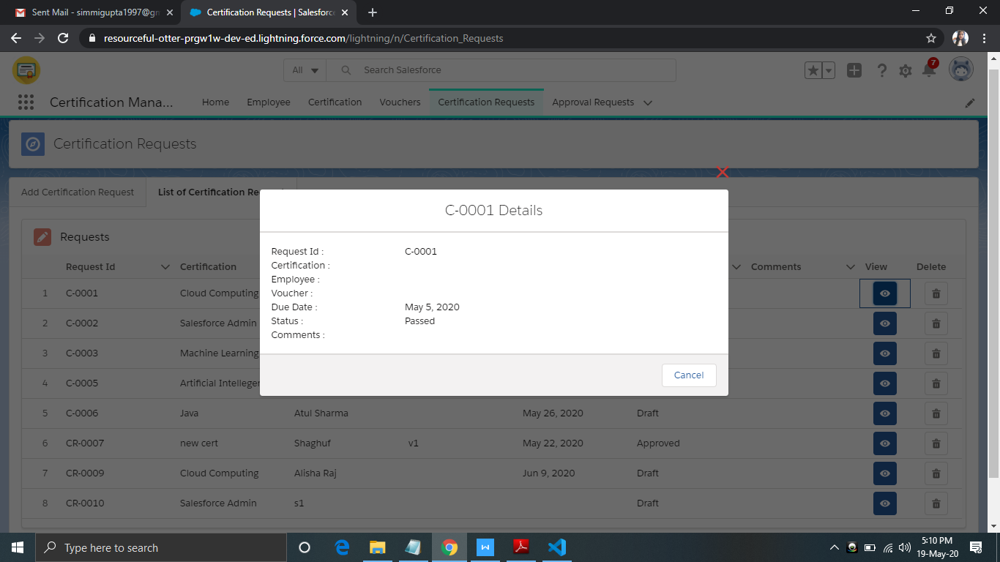 Sent Mail - simmigupta1997@gm
Certification Requests | Salesforce
resourceful-otter-prgw1w-dev-ed.lightning.force.com/lightning/n/Certification_Requests
All Search Salesforce 7
Certification Mana... Home Employee Certification Vouchers Certification Requests Approval Requests
Certification Requests
Add Certification Request List of Certification Re
C-0001 Details
Request Id : C-0001
Certification :
Employee :
Voucher :
Due Date : May 5, 2020
Status : Passed
Comments :
Cancel
Requests
Request Id Certification Comments View Delete
1 C-0001 Cloud Computing
2 C-0002 Salesforce Admin
3 C-0003 Machine Learning
4 C-0005 Artificial Intelleger
5 C-0006 Java Atul Sharma May 26, 2020 Draft
6 CR-0007 new cert Shaghuf v1 May 22, 2020 Approved
7 CR-0009 Cloud Computing Alisha Raj Jun 9, 2020 Draft
8 CR-0010 Salesforce Admin s1 Draft
Type here to search
5:10 PM
19-May-20